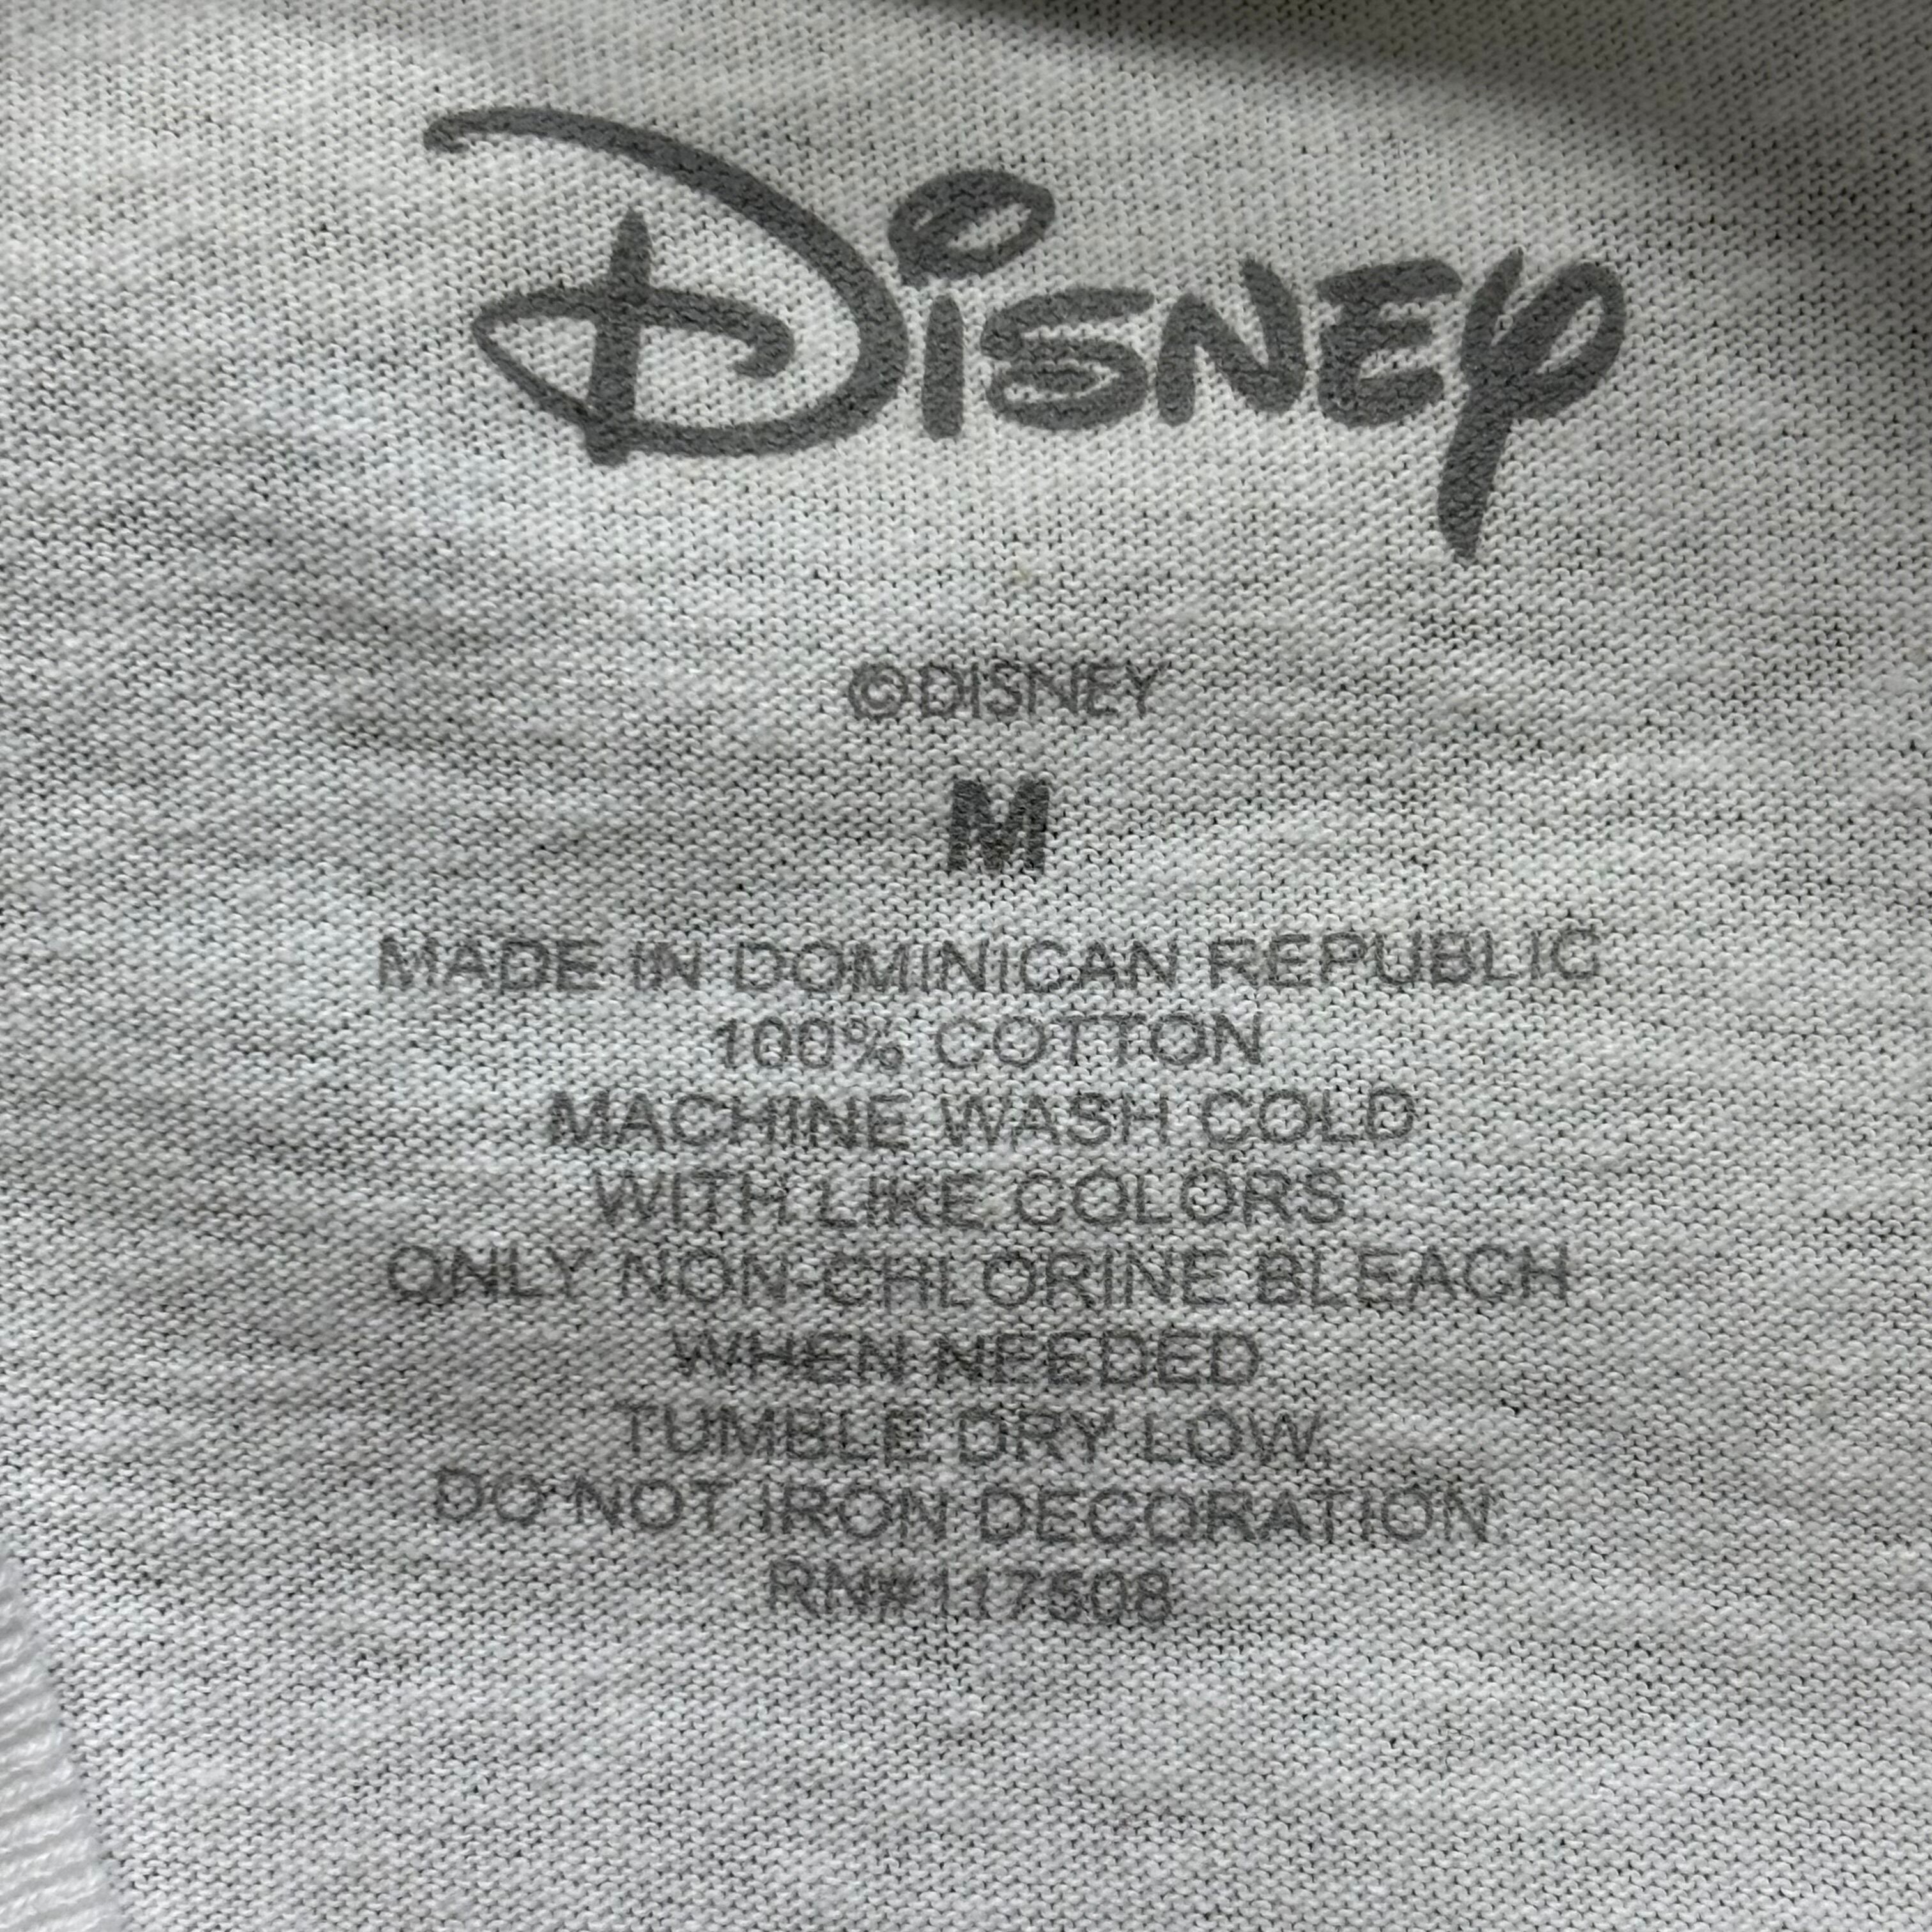 Disney
©DISNEY
M
MADE IN DOMINICAN REPUBLIC
100% COTTON
MACHINE WASH COLD
WITH LIKE COLORS
ONLY NON-CHLORINE BLEACH
WHEN NEEDED
TUMBLE DRY LOW
DO NOT IRON DECORATION
RN#117508